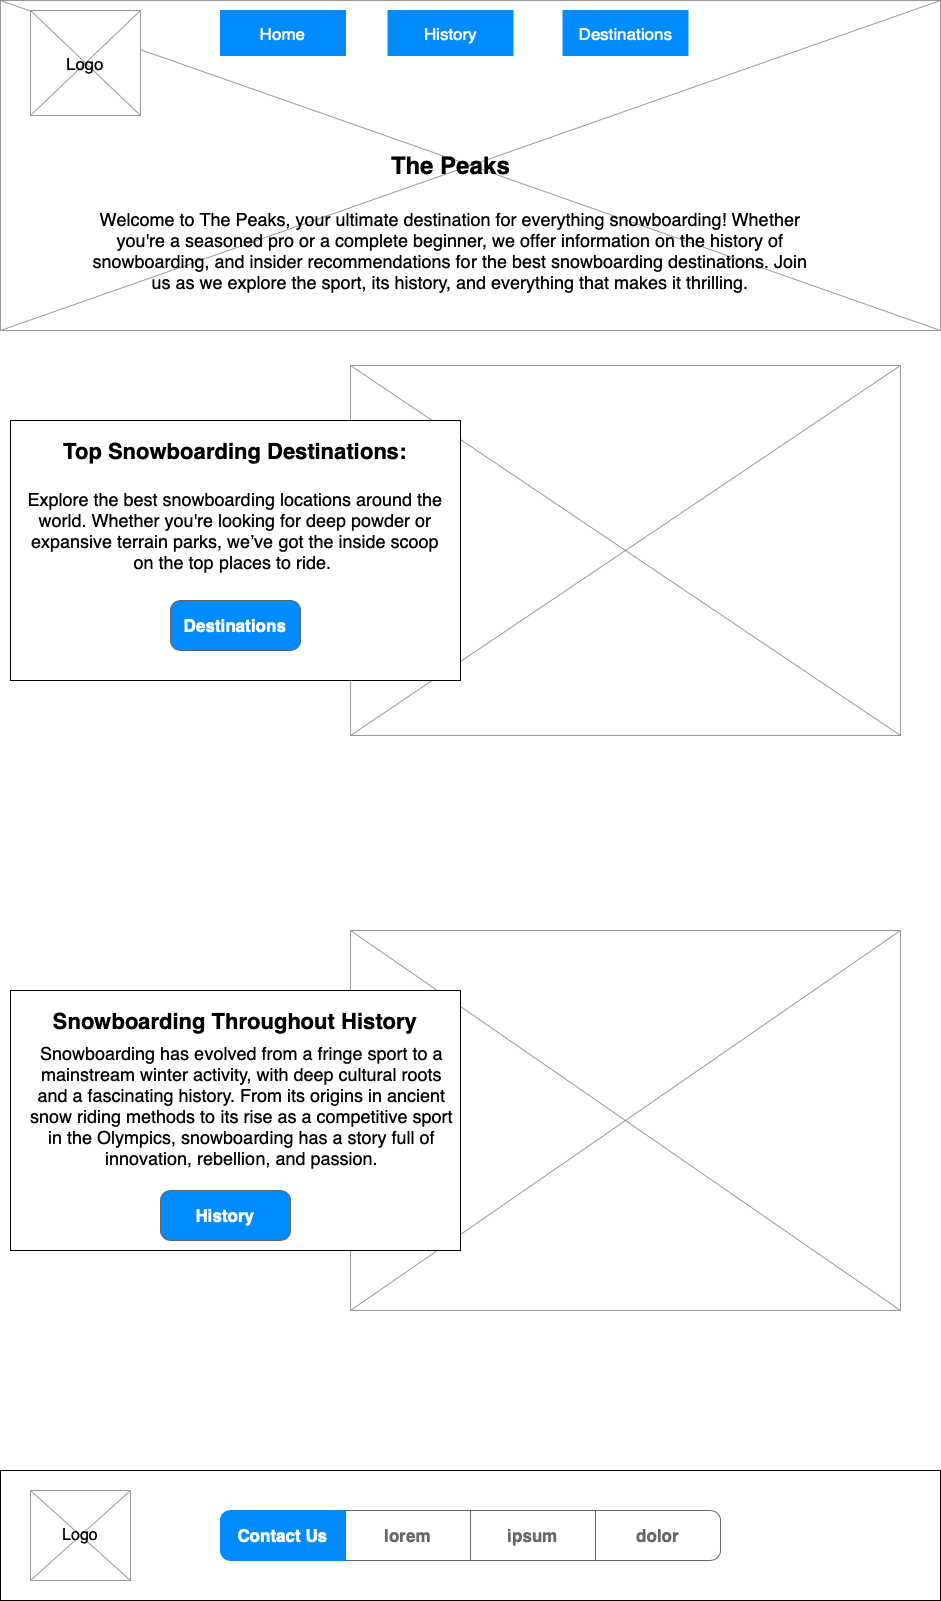 Logo
Home
History
Destinations
The Peaks
Welcome to The Peaks, your ultimate destination for everything snowboarding! Whether
you're a seasoned pro or a complete beginner, we offer information on the history of
snowboarding, and insider recommendations for the best snowboarding destinations. Join
us as we explore the sport, its history, and everything that makes it thrilling.
Top Snowboarding Destinations:
Explore the best snowboarding locations around the
world. Whether you're looking for deep powder or
expansive terrain parks, we’ve got the inside scoop
on the top places to ride.
Destinations
Snowboarding Throughout History
Snowboarding has evolved from a fringe sport to a
mainstream winter activity, with deep cultural roots
and a fascinating history. From its origins in ancient
snow riding methods to its rise as a competitive sport
in the Olympics, snowboarding has a story full of
innovation, rebellion, and passion.
History
Logo
Contact Us
lorem
ipsum
dolor